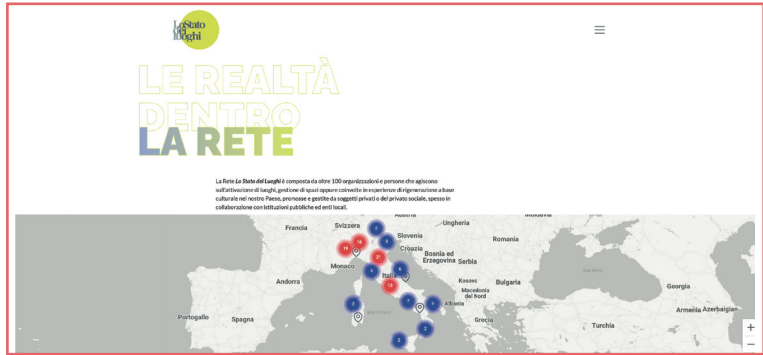 Lo Stato
dei
luoghi
LE REALTÀ
DENTRO
LA RETE
La Rete Lo Stato dei Luoghi è composta da oltre 100 organizzazioni e persone che agiscono
sull'attivazione di luoghi, gestione di spazi oppure coinvolte in esperienze di rigenerazione a base
culturale nel nostro Paese, promosse e gestite da soggetti privati o del privato sociale, spesso in
collaborazione con istituzioni pubbliche ed enti locali.
Austria
Moldavia
Francia
Svizzera
Ungheria
Slovenia
Romania
Croazia
Bosnia ed
Erzegovina
Serbia
Monaco
Italia
Andorra
Kosovo
Bulgaria
Georgia
Macedonia
del Nord
Albania
Armenia
Azerbaigian
Portogallo
Spagna
Grecia
Turchia
+
−